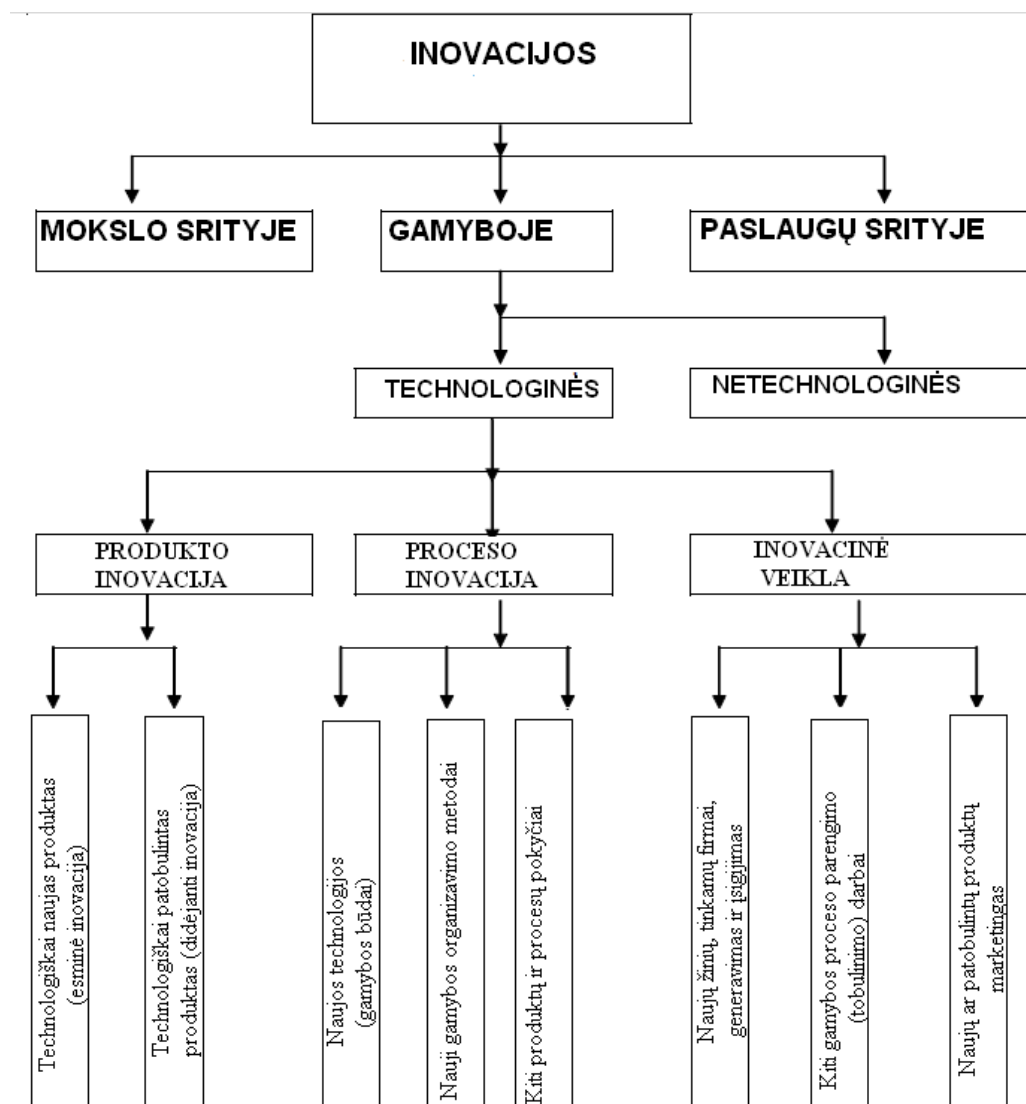 INOVACIJOS
MOKSLO SRITYJE
GAMYBOJE
PASLAUGŲ SRITYJE
TECHNOLOGINĖS
NETECHNOLOGINĖS
PRODUKTO
INOVACIJA
PROCESO
INOVACIJA
INOVACINĖ
VEIKLA
Technologiškai naujas produktas
(esminė inovacija)
Technologiškai patobulintas
produktas (didėjanti inovacija)
Naujos technologijos
(gamybos būdai)
Nauji gamybos organizavimo metodai
Kiti produktų ir procesų pokyčiai
Naujų žinių, tinkamų firmai,
generavimas ir įsigijimas
Kiti gamybos proceso parengimo
(tobulinimo) darbai
Naujų ar patobulintų produktų
marketingas